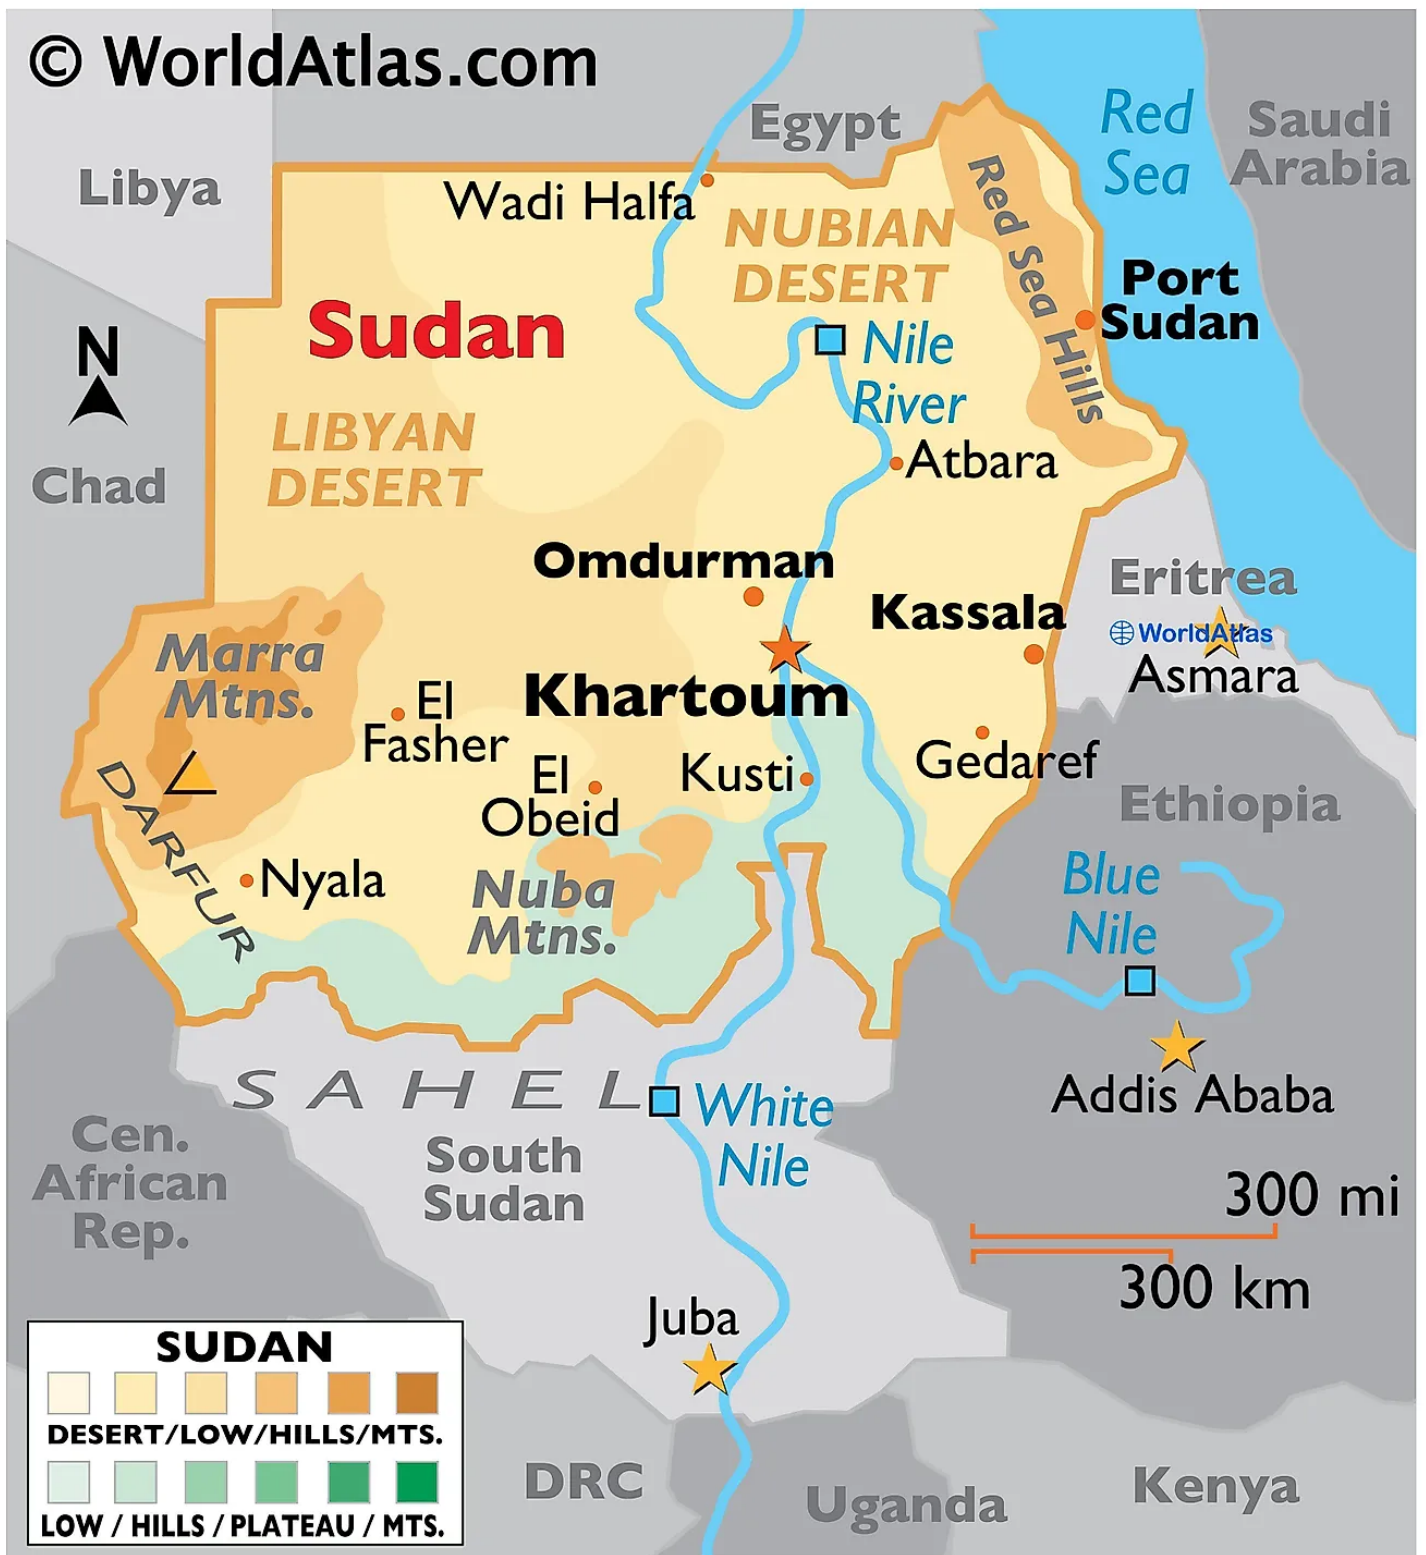 © WorldAtlas.com
Egypt
Red
Sea
Saudi
Arabia
Libya
Wadi Halfa
NUBIAN
DESERT
Red Sea Hills
Port
Sudan
Sudan
Nile
River
N
LIBYAN
DESERT
Chad
Atbara
Omdurman
Kassala
Eritrea
WorldAtlas
Asmara
Marra
Mtns.
Khartoum
El
Fasher
El
Obeid
Kusti
Gedaref
Ethiopia
DARFUR
Nyala
Nuba
Mtns.
Blue
Nile
SAHEL
White
Nile
Addis Ababa
Cen.
African
Rep.
South
Sudan
300 mi
300 km
Juba
SUDAN
DESERT/LOW/HILLS/MTS.
LOW / HILLS / PLATEAU / MTS.
DRC
Uganda
Kenya